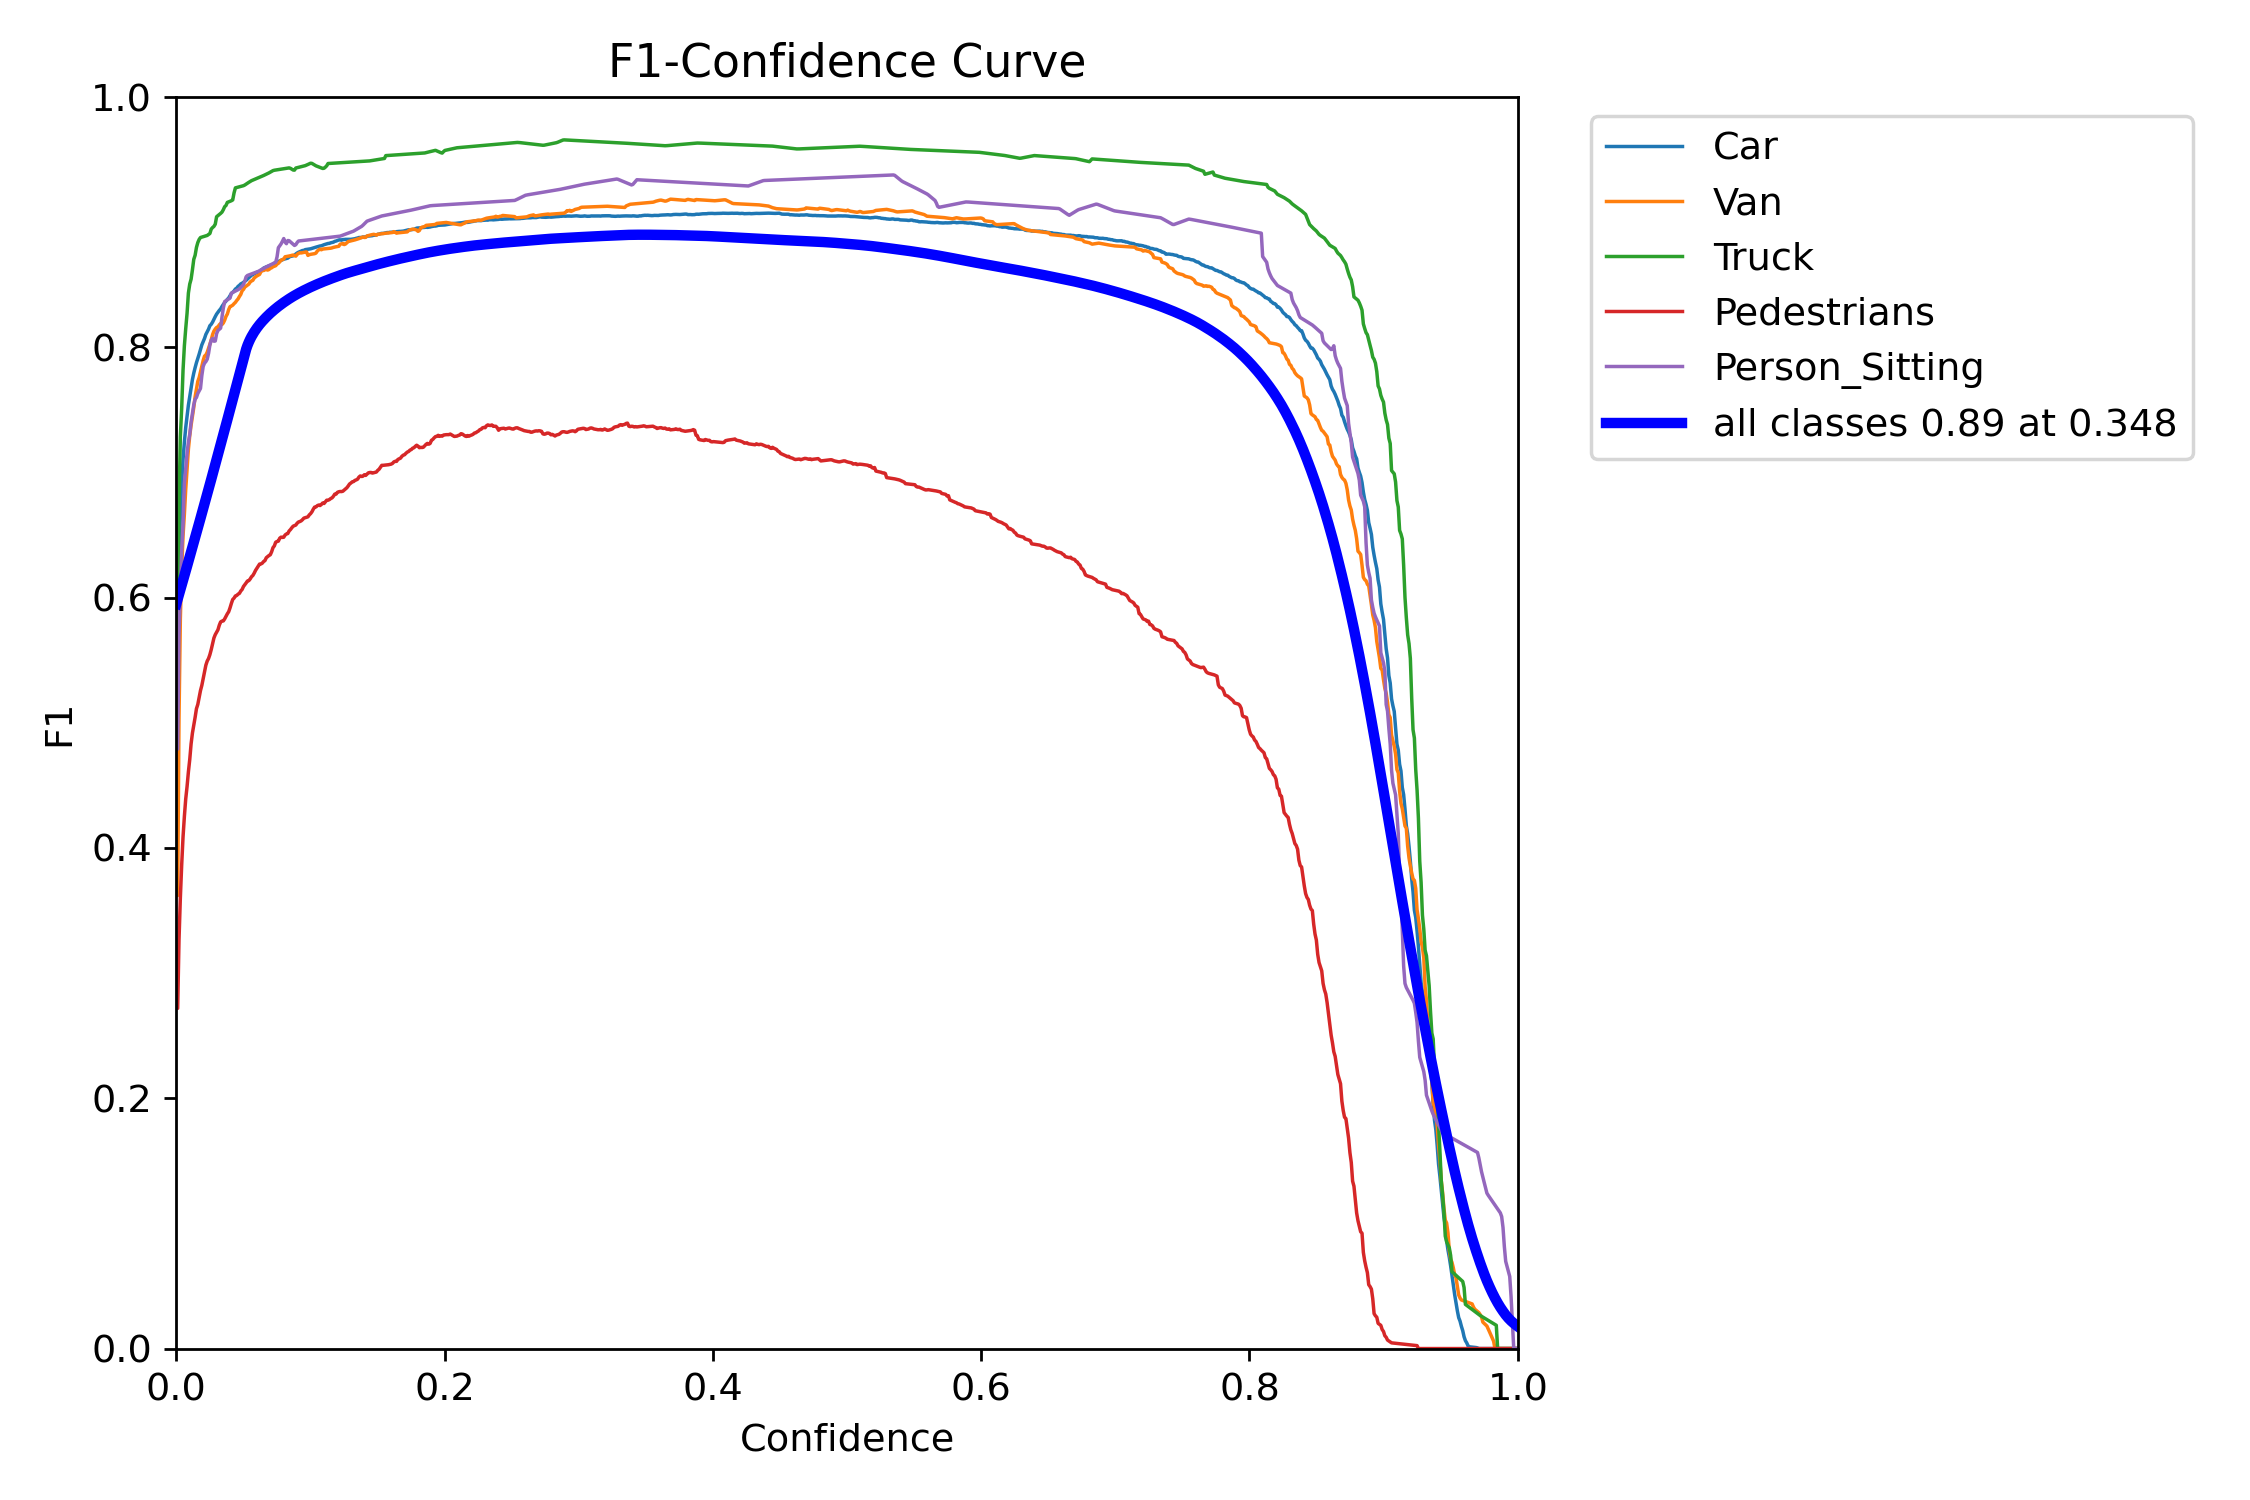 F1-Confidence Curve
1.0
0.8
0.6
0.4
0.2
0.0
F1
0.0 0.2 0.4 0.6 0.8 1.0
Confidence
Car
Van
Truck
Pedestrians
Person_Sitting
all classes 0.89 at 0.348